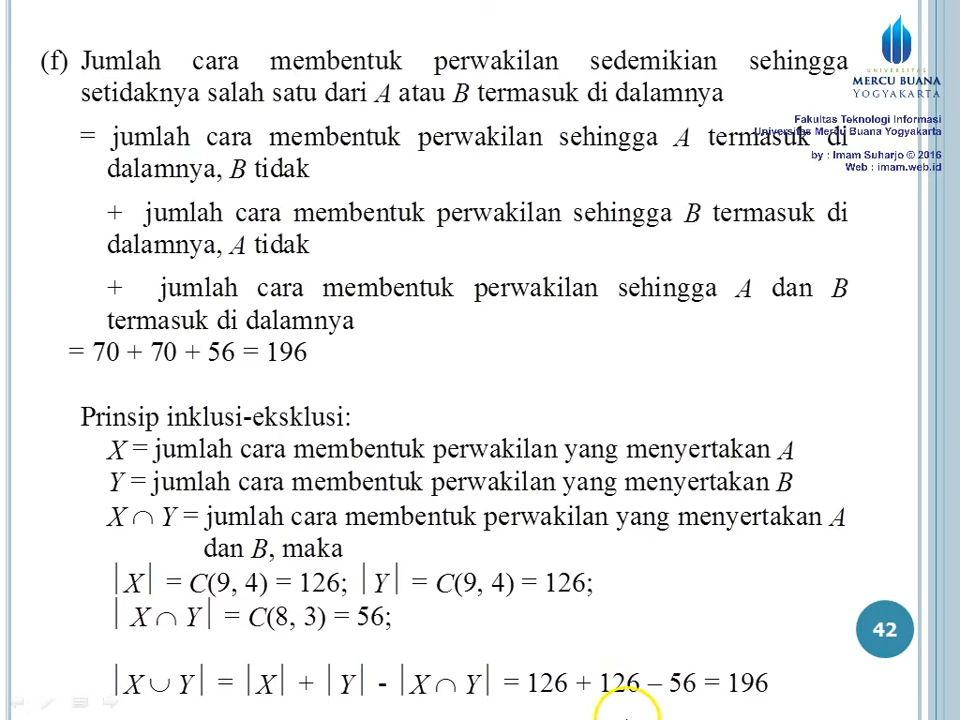 (f) Jumlah cara membentuk perwakilan sedemikian sehingga
setidaknya salah satu dari A atau B termasuk di dalamnya
= jumlah cara membentuk perwakilan sehingga A termasuk di
dalamnya, B tidak
+ jumlah cara membentuk perwakilan sehingga B termasuk di
dalamnya, A tidak
+ jumlah cara membentuk perwakilan sehingga A dan B
termasuk di dalamnya
= 70 + 70 + 56 = 196
Prinsip inklusi-eksklusi:
X = jumlah cara membentuk perwakilan yang menyertakan A
Y = jumlah cara membentuk perwakilan yang menyertakan B
X ∩ Y = jumlah cara membentuk perwakilan yang menyertakan A
dan B, maka
|X| = C(9, 4) = 126; |Y| = C(9, 4) = 126;
| X ∩ Y| = C(8, 3) = 56;
|X ∪ Y| = |X| + |Y| - |X ∩ Y| = 126 + 126 – 56 = 196
UNIVERSITAS
MERCU BUANA
YOGYAKARTA
Fakultas Teknologi Informasi
Universitas Mercu Buana Yogyakarta
by : Imam Suharjo © 2016
Web : imam.web.id
42